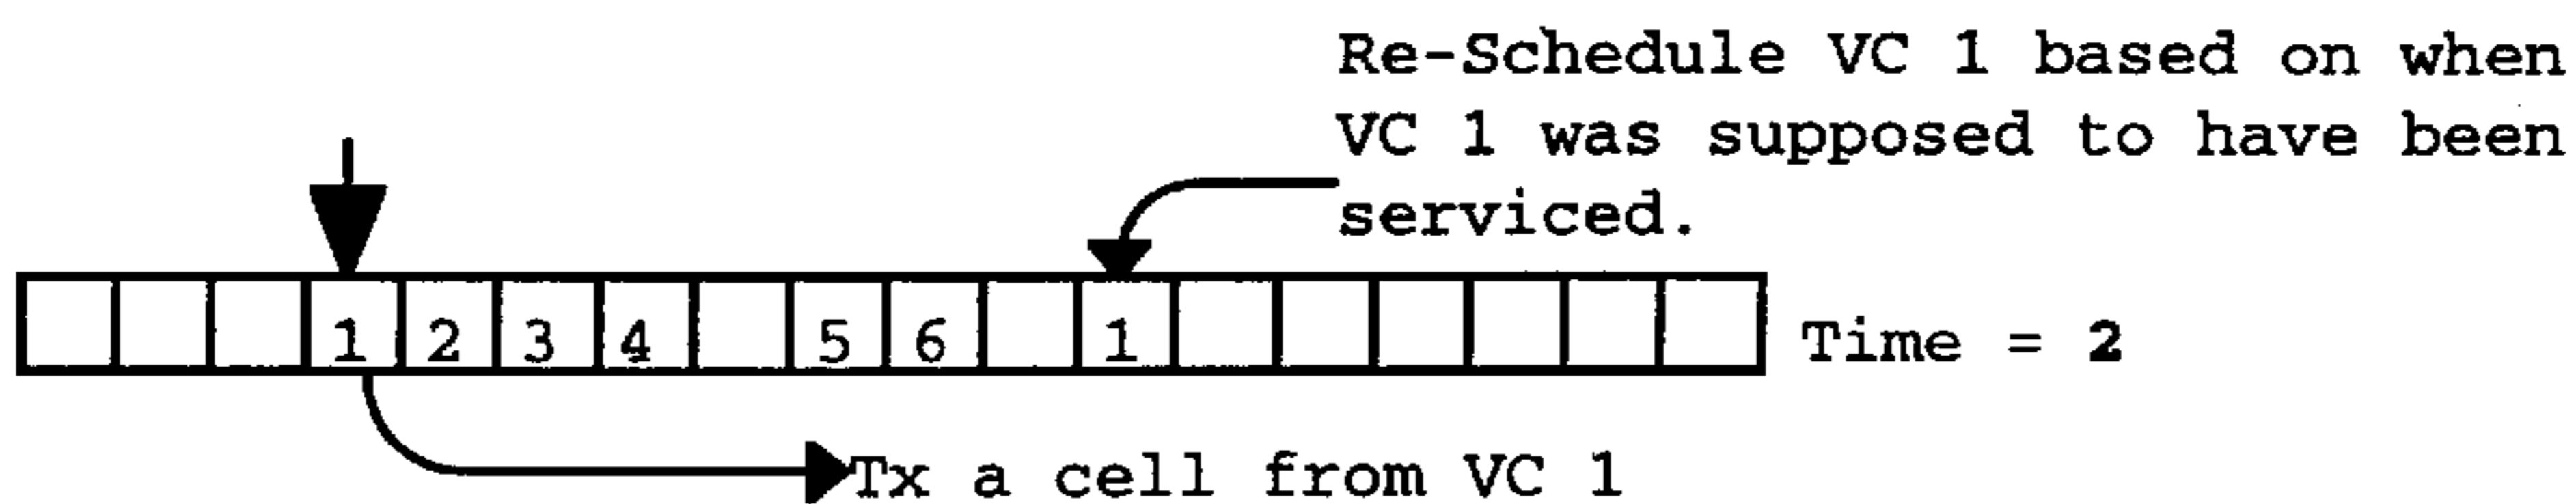 Re-Schedule VC 1 based on when
VC 1 was supposed to have been
serviced.
1 2 3 4 5 6 1 Time = 2
Tx a cell from VC 1